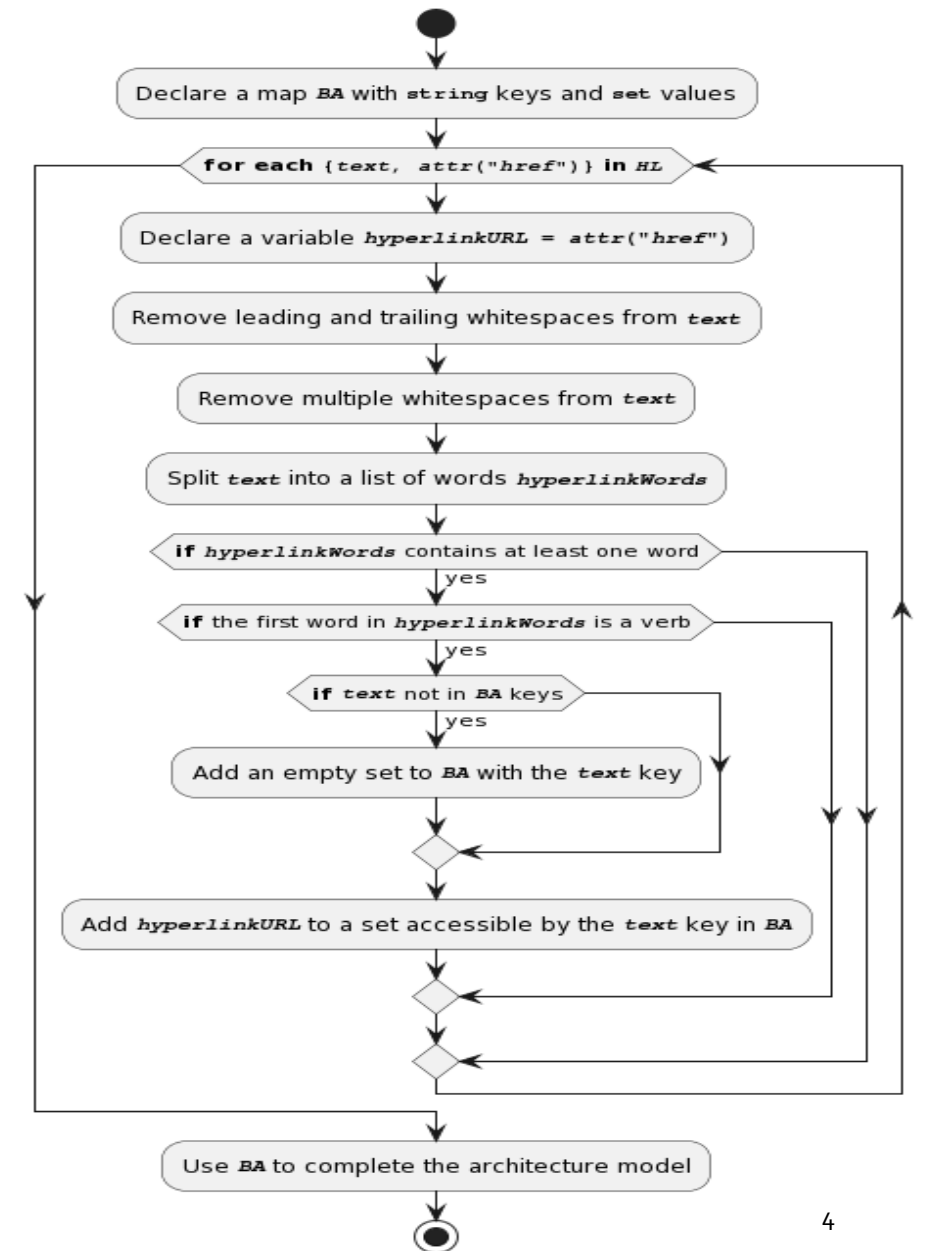 Declare a map BA with string keys and set values
for each {text, attr("href")} in HL
Declare a variable hyperlinkURL = attr("href")
Remove leading and trailing whitespaces from text
Remove multiple whitespaces from text
Split text into a list of words hyperlinkWords
if hyperlinkWords contains at least one word
yes
if the first word in hyperlinkWords is a verb
yes
if text not in BA keys
yes
Add an empty set to BA with the text key
Add hyperlinkURL to a set accessible by the text key in BA
Use BA to complete the architecture model
4